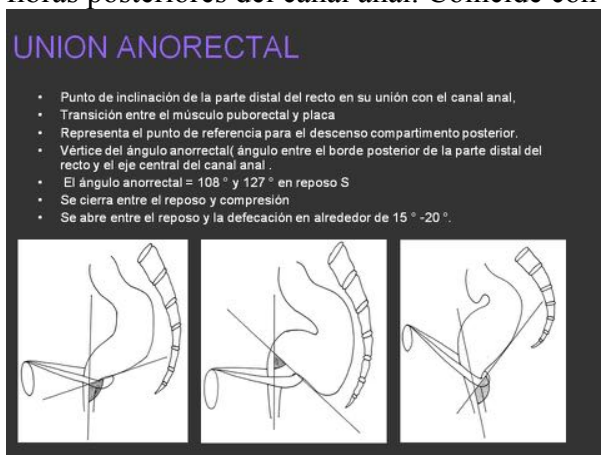 fibras posteriores del canal anal. Coincide con
UNION ANORECTAL
• Punto de inclinación de la parte distal del recto en su unión con el canal anal,
• Transición entre el músculo puborectal y placa
• Representa el punto de referencia para el descenso compartimento posterior.
• Vértice del ángulo anorrectal( ángulo entre el borde posterior de la parte distal del
recto y el eje central del canal anal .
• El ángulo anorrectal = 108 ° y 127 ° en reposo S
• Se cierra entre el reposo y compresión
• Se abre entre el reposo y la defecación en alrededor de 15 ° -20 °.